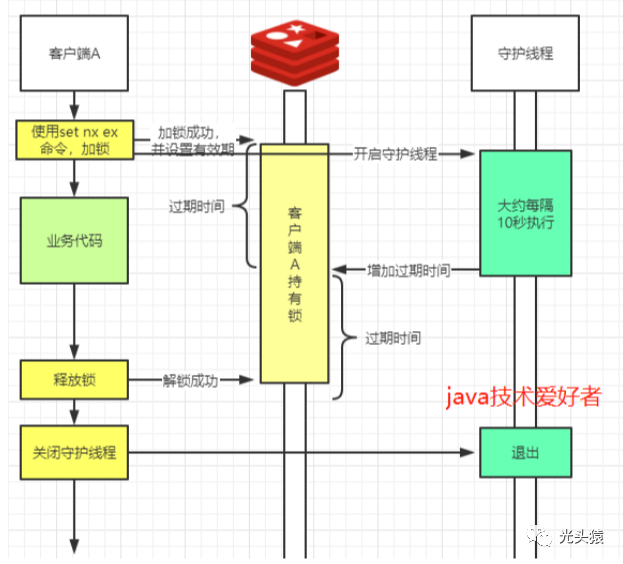 客户端A
守护线程
使用set nx ex
命令，加锁
加锁成功，
并设置有效期
开启守护线程
过期时间
客
户
端
A
持
有
锁
大约每隔
10秒执行
业务代码
增加过期时间
过期时间
释放锁
解锁成功
java技术爱好者
关闭守护线程
退出
光头猿